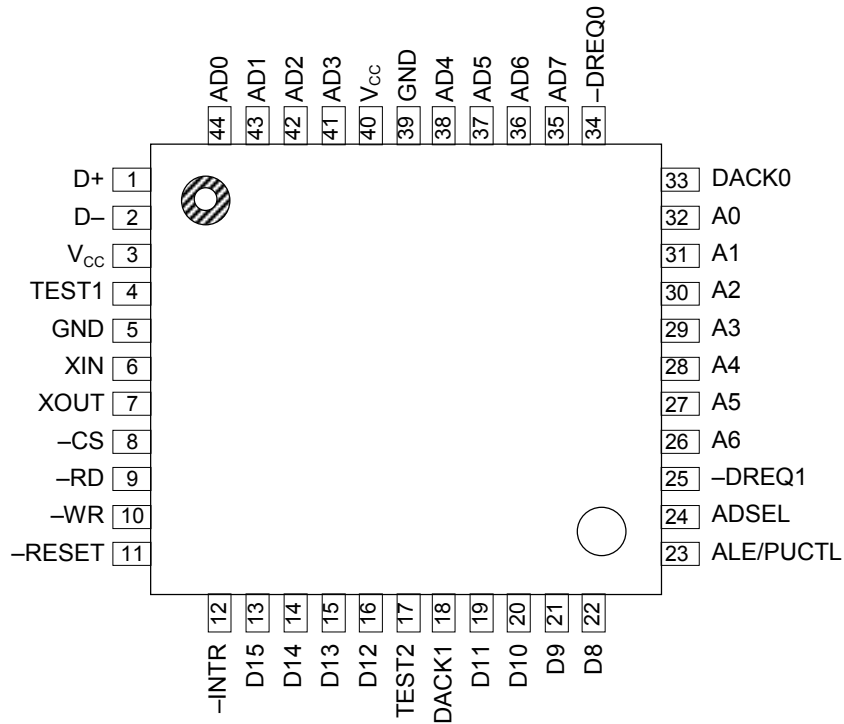 AD0
AD1
AD2
AD3
VCC
GND
AD4
AD5
AD6
AD7
–DREQ0
44
43
42
41
40
39
38
37
36
35
34
D+ 1
D– 2
VCC 3
TEST1 4
GND 5
XIN 6
XOUT 7
–CS 8
–RD 9
–WR 10
–RESET 11
33 DACK0
32 A0
31 A1
30 A2
29 A3
28 A4
27 A5
26 A6
25 –DREQ1
24 ADSEL
23 ALE/PUCTL
12
13
14
15
16
17
18
19
20
21
22
–INTR
D15
D14
D13
D12
TEST2
DACK1
D11
D10
D9
D8